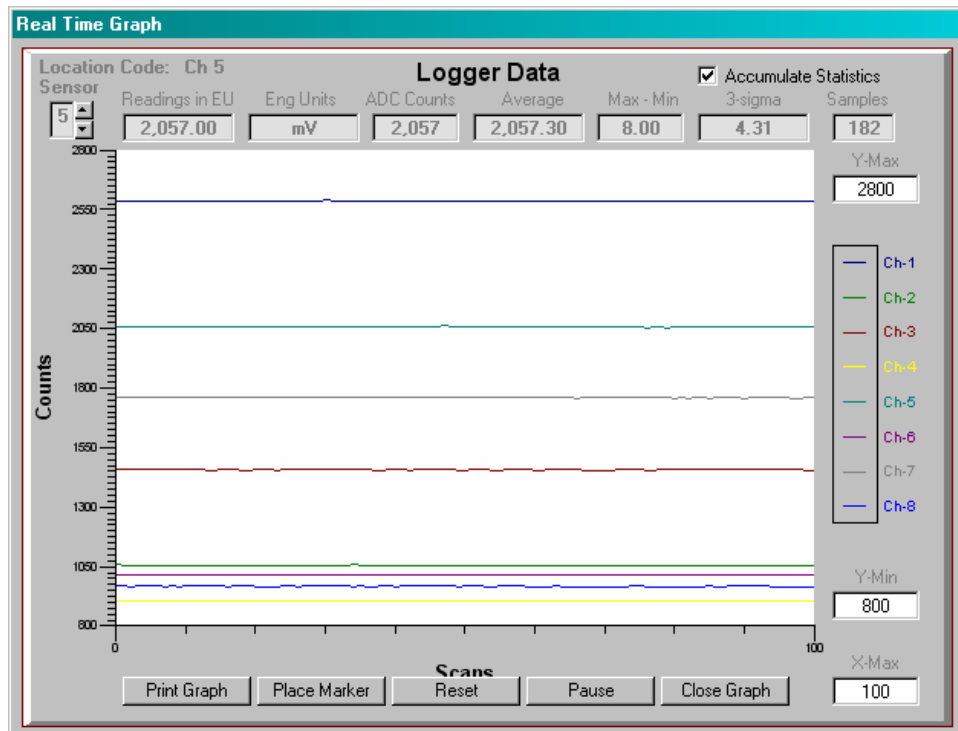 Real Time Graph
Location Code: Ch 5
Logger Data
Accumulate Statistics
Sensor
Readings in EU
Eng Units
ADC Counts
Average
Max - Min
3-sigma
Samples
5
2,057.00
mV
2,057
2,057.30
8.00
4.31
182
Y-Max
2800
2800
2550
2300
2050
1800
1550
1300
1050
800
Counts
Ch-1
Ch-2
Ch-3
Ch-4
Ch-5
Ch-6
Ch-7
Ch-8
Y-Min
800
0
100
Scans
X-Max
100
Print Graph
Place Marker
Reset
Pause
Close Graph